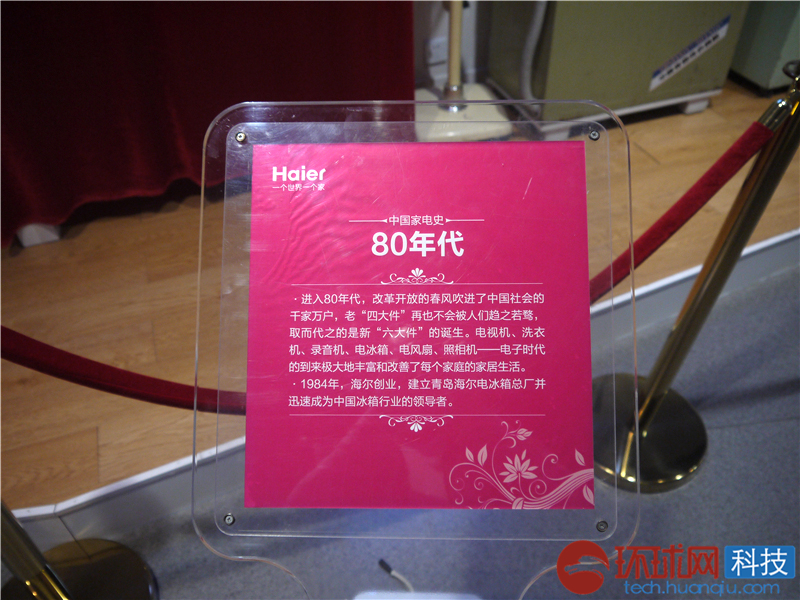 Haier
一个世界一个家
中国家电史
80年代
·进入80年代，改革开放的春风吹进了中国社会的
千家万户，老“四大件”再也不会被人们趋之若鹜，
取而代之的是新“六大件”的诞生。电视机、洗衣
机、录音机、电冰箱、电风扇、照相机——电子时代
的到来极大地丰富和改善了每个家庭的家居生活。
·1984年，海尔创业，建立青岛海尔电冰箱总厂并
迅速成为中国冰箱行业的领导者。
环球网 科技
tech.huanqiu.com